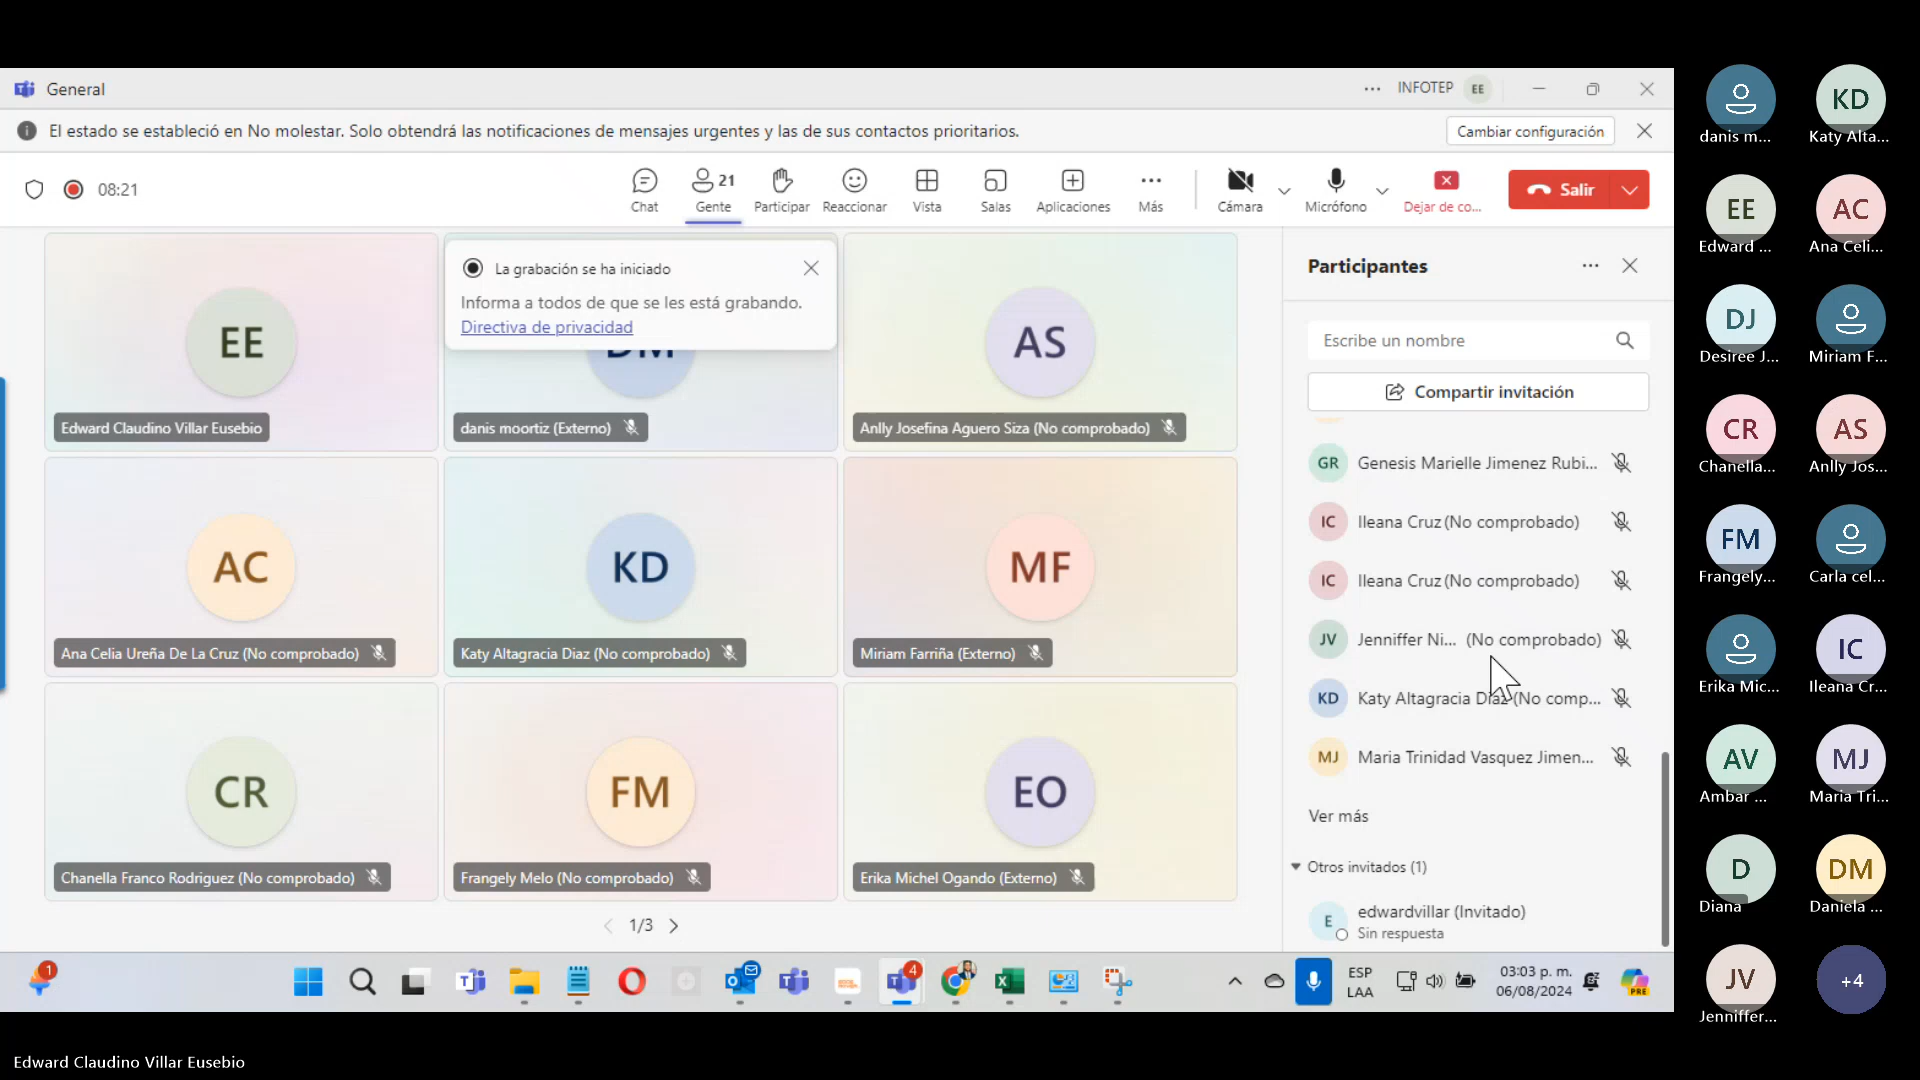 General
INFOTEP
EE
El estado se estableció en No molestar. Solo obtendrá las notificaciones de mensajes urgentes y las de sus contactos prioritarios.
Cambiar configuración
08:21
Chat
21
Gente
Participar
Reaccionar
Vista
Salas
Aplicaciones
Más
Cámara
Micrófono
Dejar de co...
Salir
La grabación se ha iniciado
Informa a todos de que se les está grabando.
Directiva de privacidad
EE
Edward Claudino Villar Eusebio
DM
danis moortiz (Externo)
AS
Anlly Josefina Aguero Siza (No comprobado)
AC
Ana Celia Ureña De La Cruz (No comprobado)
KD
Katy Altagracia Diaz (No comprobado)
MF
Miriam Farriña (Externo)
CR
Chanella Franco Rodriguez (No comprobado)
FM
Frangely Melo (No comprobado)
EO
Erika Michel Ogando (Externo)
1/3
Participantes
Escribe un nombre
Compartir invitación
GR Genesis Marielle Jimenez Rubi...
IC Ileana Cruz (No comprobado)
IC Ileana Cruz (No comprobado)
JV Jenniffer Ni... (No comprobado)
KD Katy Altagracia Diaz (No comp...
MJ Maria Trinidad Vasquez Jimen...
Ver más
Otros invitados (1)
E edwardvillar (Invitado)
Sin respuesta
1
4
PRE
ESP
LAA
03:03 p. m.
06/08/2024
Edward Claudino Villar Eusebio
danis m...
KD
Katy Alta...
EE
Edward ...
AC
Ana Celi...
DJ
Desiree J...
Miriam F...
CR
Chanella...
AS
Anlly Jos...
FM
Frangely...
Carla cel...
Erika Mic...
IC
Ileana Cr...
AV
Ambar ...
MJ
Maria Tri...
D
Diana
DM
Daniela ...
JV
Jenniffer...
+4